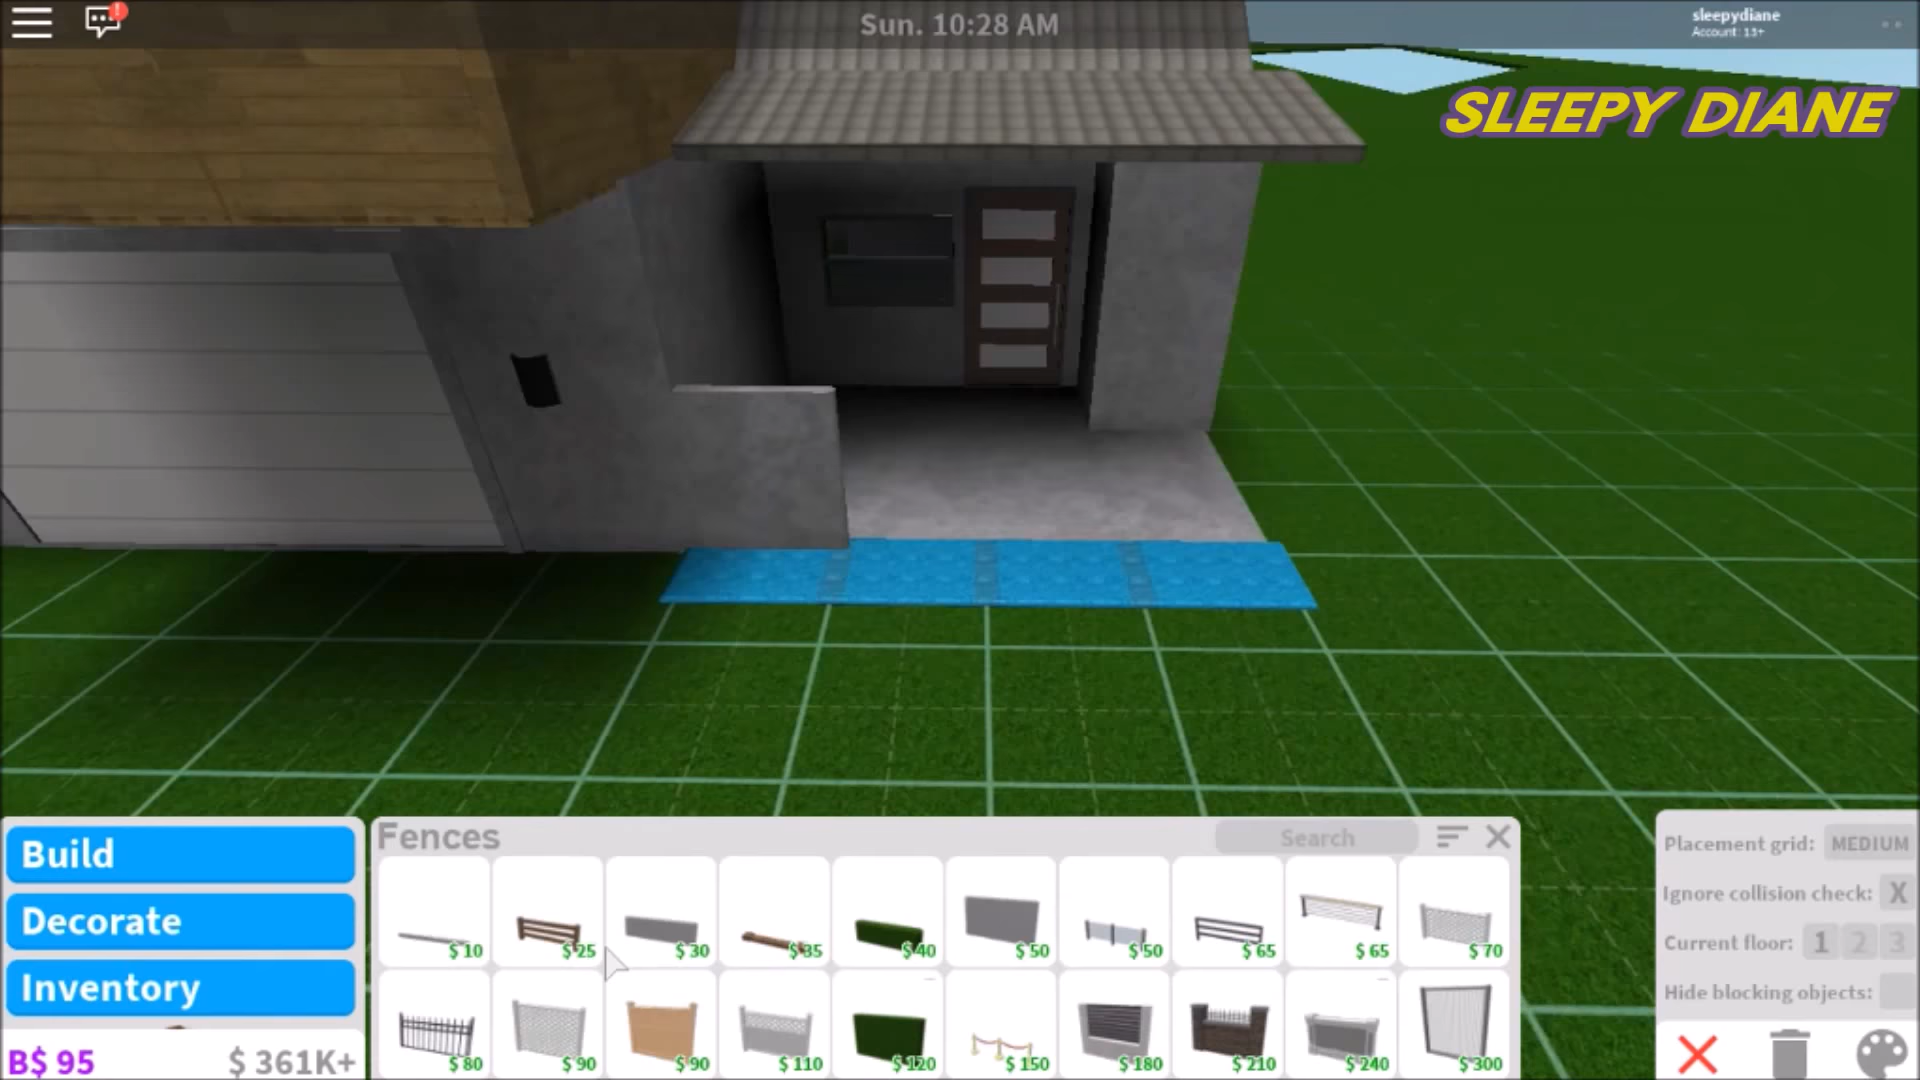 Sun. 10:28 AM
sleepydiane
Account: 13+
SLEEPY DIANE
Build
Decorate
Inventory
B$ 95
$ 361K+
Fences
Search
$ 10
$ 25
$ 30
$ 35
$ 40
$ 50
$ 50
$ 65
$ 65
$ 70
$ 80
$ 90
$ 90
$ 110
$ 120
$ 150
$ 180
$ 210
$ 240
$ 300
Placement grid: MEDIUM
Ignore collision check: X
Current floor: 1 2 3
Hide blocking objects: